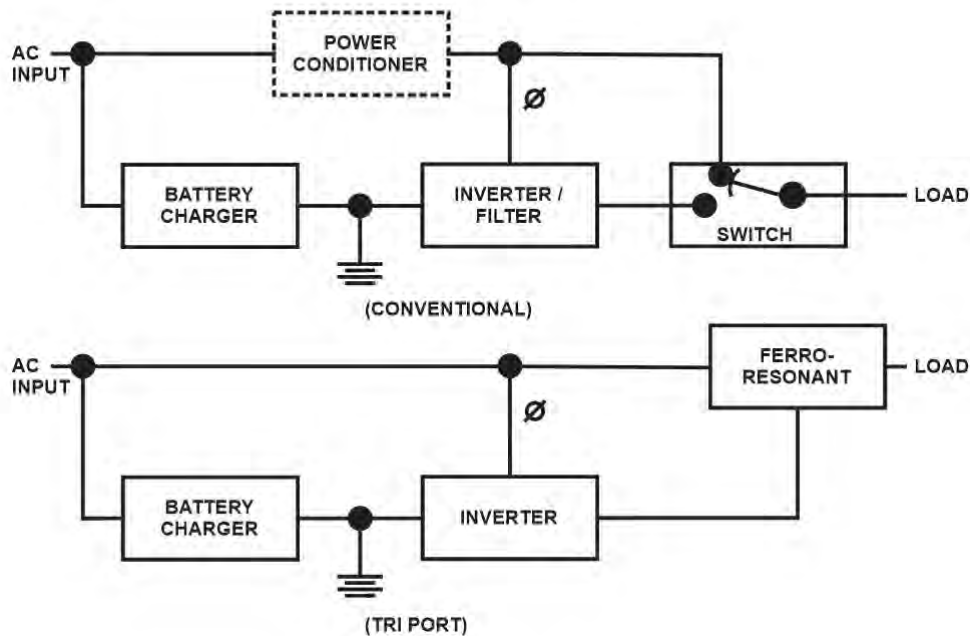 AC
INPUT
POWER
CONDITIONER
Ø
BATTERY
CHARGER
INVERTER /
FILTER
SWITCH
LOAD
(CONVENTIONAL)
AC
INPUT
FERRO-
RESONANT
LOAD
Ø
BATTERY
CHARGER
INVERTER
(TRI PORT)